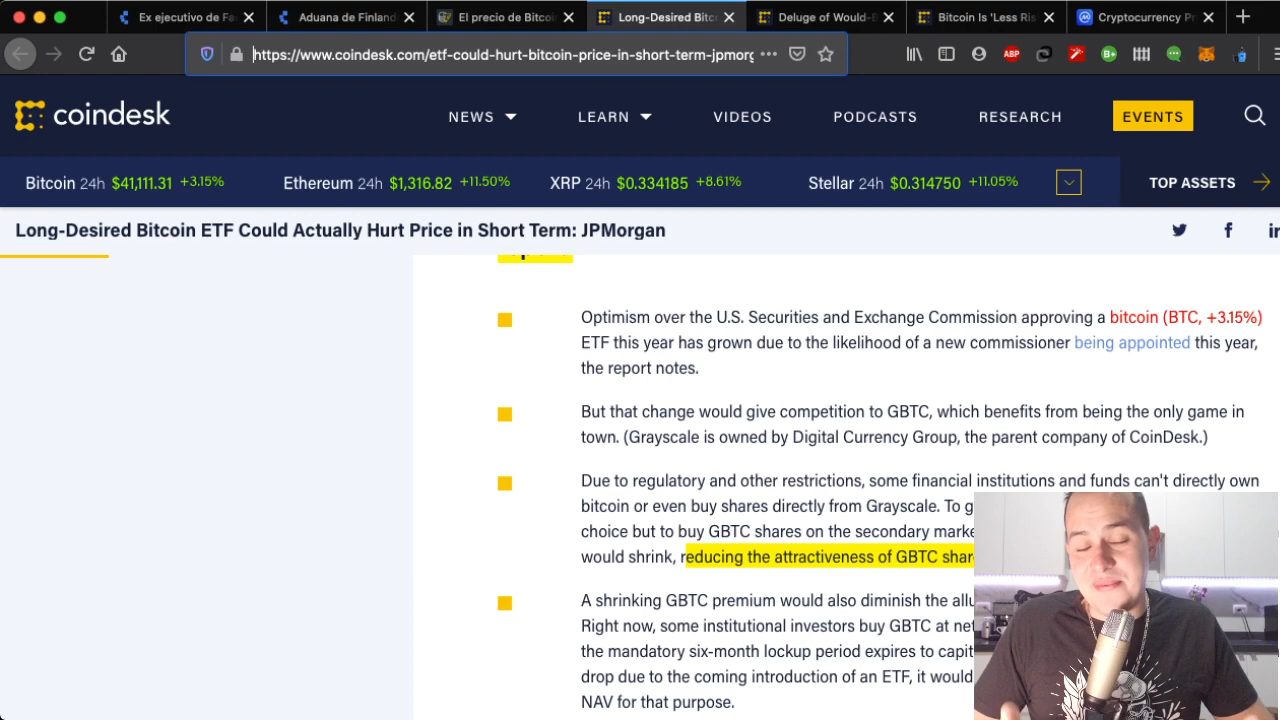 Ex ejecutivo de Fa
Aduana de Finland
El precio de Bitcoi
Long-Desired Bitc
Deluge of Would-B
Bitcoin Is 'Less Ris
Cryptocurrency Pr
https://www.coindesk.com/etf-could-hurt-bitcoin-price-in-short-term-jpmorg
ABP
B+
coindesk
NEWS
LEARN
VIDEOS
PODCASTS
RESEARCH
EVENTS
Bitcoin 24h $41,111.31 +3.15%
Ethereum 24h $1,316.82 +11.50%
XRP 24h $0.334185 +8.61%
Stellar 24h $0.314750 +11.05%
TOP ASSETS
Long-Desired Bitcoin ETF Could Actually Hurt Price in Short Term: JPMorgan
Optimism over the U.S. Securities and Exchange Commission approving a bitcoin (BTC, +3.15%)
ETF this year has grown due to the likelihood of a new commissioner being appointed this year,
the report notes.
But that change would give competition to GBTC, which benefits from being the only game in
town. (Grayscale is owned by Digital Currency Group, the parent company of CoinDesk.)
Due to regulatory and other restrictions, some financial institutions and funds can't directly own
bitcoin or even buy shares directly from Grayscale. To g
choice but to buy GBTC shares on the secondary marke
would shrink, reducing the attractiveness of GBTC shar
A shrinking GBTC premium would also diminish the allu
Right now, some institutional investors buy GBTC at net
the mandatory six-month lockup period expires to capit
drop due to the coming introduction of an ETF, it would
NAV for that purpose.